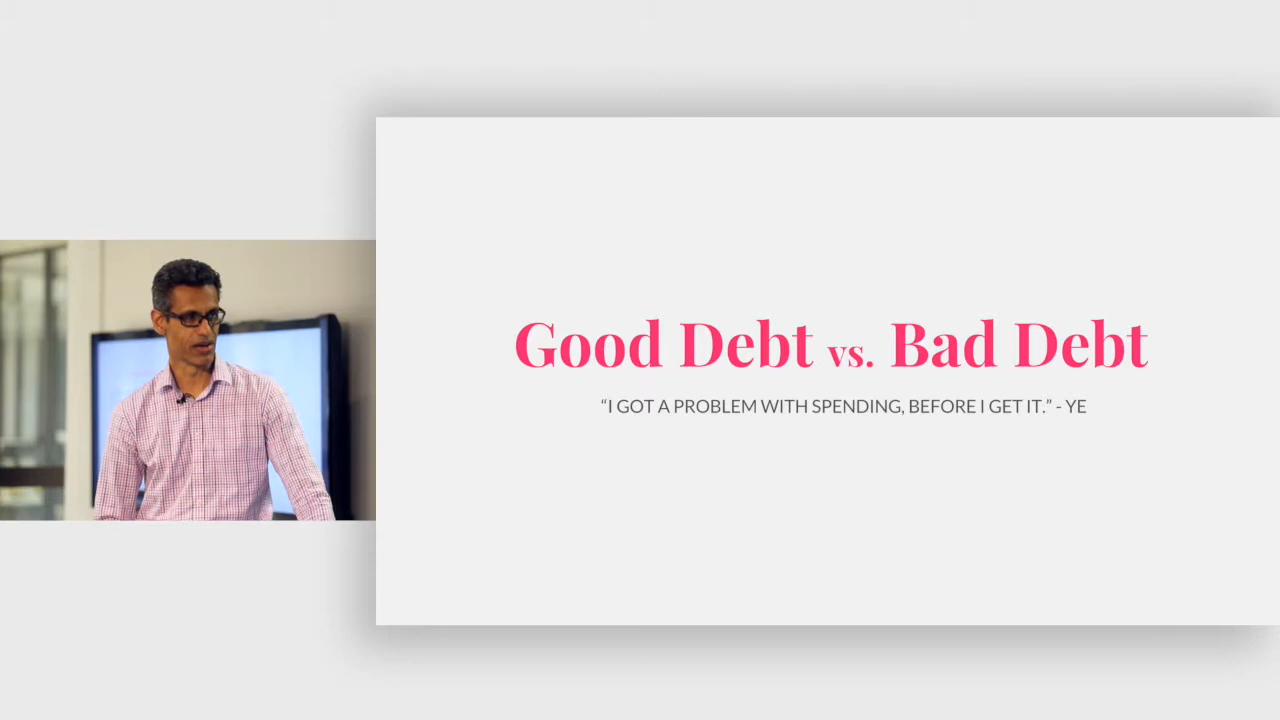 Good Debt vs. Bad Debt
“I GOT A PROBLEM WITH SPENDING, BEFORE I GET IT.” - YE